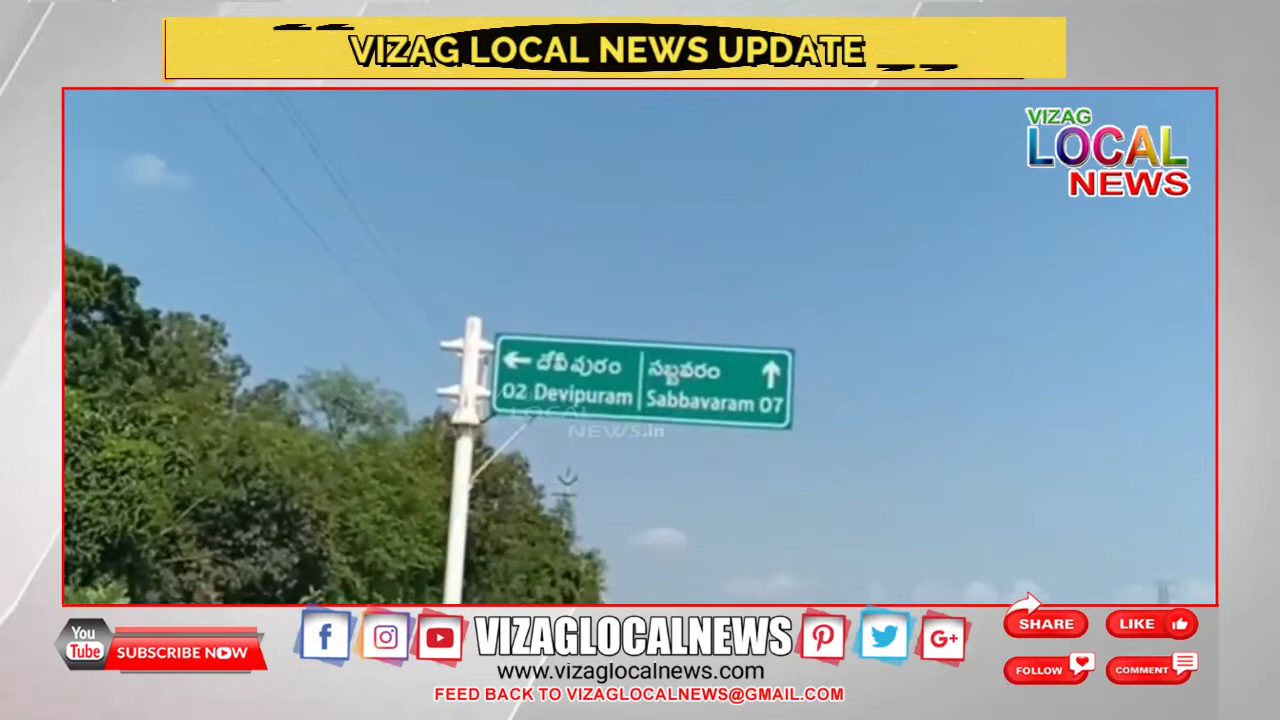 VIZAG LOCAL NEWS UPDATE
VIZAG
LOCAL
NEWS
దేవీపురం
02 Devipuram
సబ్బవరం
Sabbavaram 07
LOCAL
NEWS.in
You
Tube
SUBSCRIBE NOW
VIZAGLOCALNEWS
www.vizaglocalnews.com
FEED BACK TO VIZAGLOCALNEWS@GMAIL.COM
G+
SHARE
LIKE
FOLLOW
COMMENT